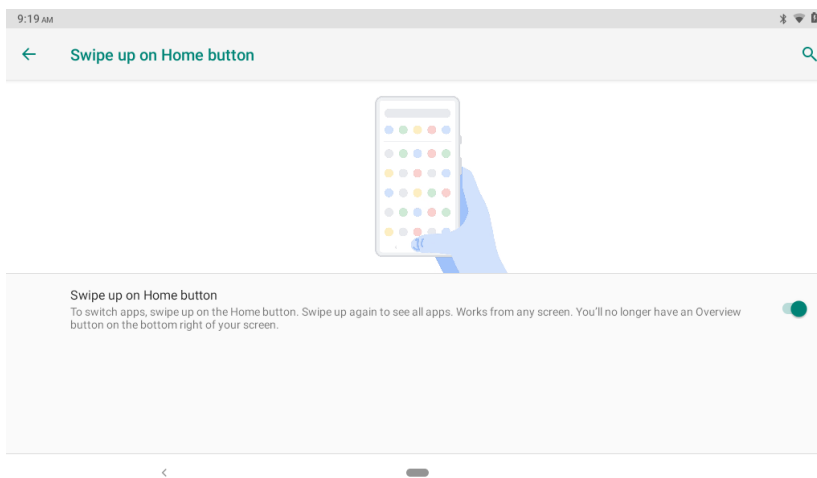 9:19 AM
Swipe up on Home button
Swipe up on Home button
To switch apps, swipe up on the Home button. Swipe up again to see all apps. Works from any screen. You'll no longer have an Overview
button on the bottom right of your screen.